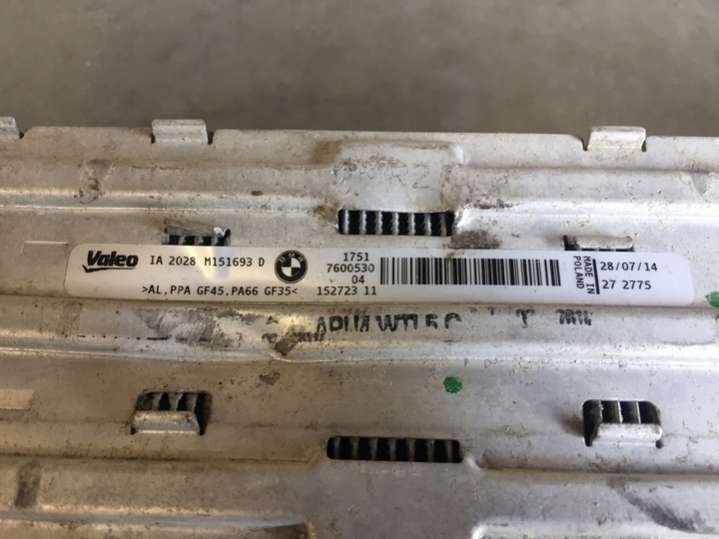 Valeo
IA 2028 M151693 D
>AL,PPA GF45,PA66 GF35<
BMW
1751
7600530
04
152723 11
MADE IN
POLAND
28/07/14
27 2775